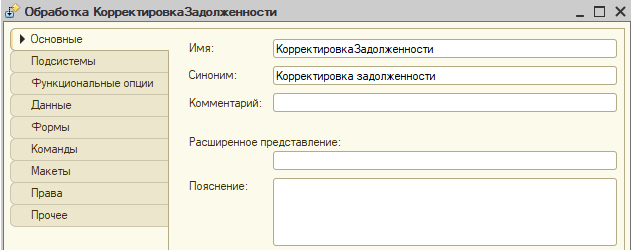 Обработка КорректировкаЗадолженности
Основные
Подсистемы
Функциональные опции
Данные
Формы
Команды
Макеты
Права
Прочее
Имя: КорректировкаЗадолженности
Синоним: Корректировка задолженности
Комментарий:
Расширенное представление:
Пояснение: